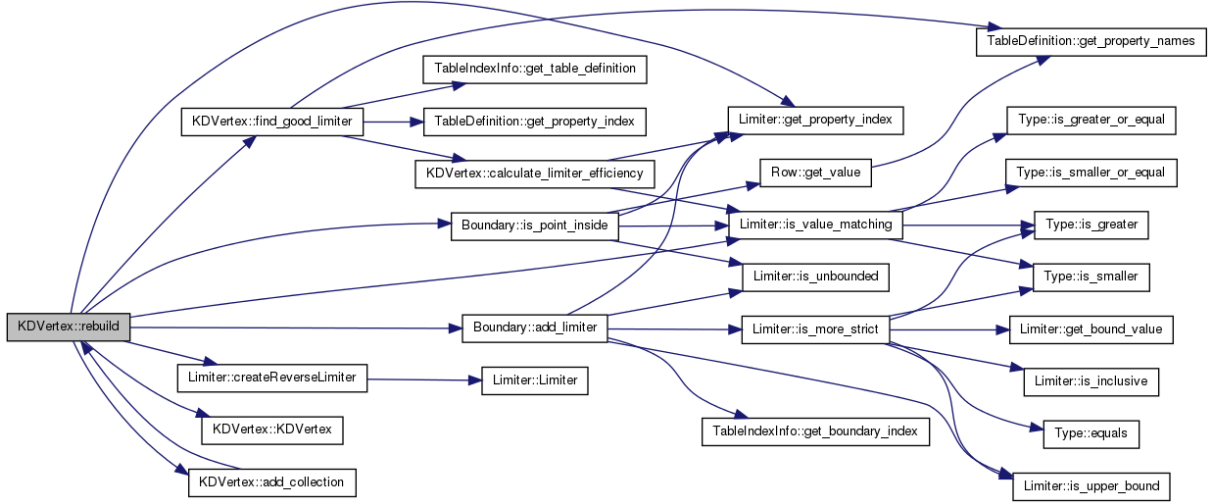 TableDefinition::get_property_names
TableIndexInfo::get_table_definition
KDVertex::find_good_limiter
TableDefinition::get_property_index
Limiter::get_property_index
Type::is_greater_or_equal
KDVertex::calculate_limiter_efficiency
Row::get_value
Type::is_smaller_or_equal
Boundary::is_point_inside
Limiter::is_value_matching
Type::is_greater
Limiter::is_unbounded
Type::is_smaller
KDVertex::rebuild
Boundary::add_limiter
Limiter::is_more_strict
Limiter::get_bound_value
Limiter::createReverseLimiter
Limiter::Limiter
Limiter::is_inclusive
KDVertex::KDVertex
TableIndexInfo::get_boundary_index
Type::equals
KDVertex::add_collection
Limiter::is_upper_bound